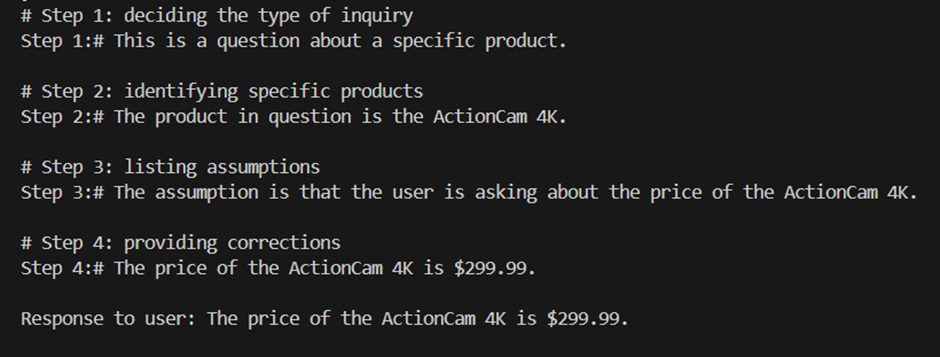 # Step 1: deciding the type of inquiry
Step 1:# This is a question about a specific product.
# Step 2: identifying specific products
Step 2:# The product in question is the ActionCam 4K.
# Step 3: listing assumptions
Step 3:# The assumption is that the user is asking about the price of the ActionCam 4K.
# Step 4: providing corrections
Step 4:# The price of the ActionCam 4K is $299.99.
Response to user: The price of the ActionCam 4K is $299.99.